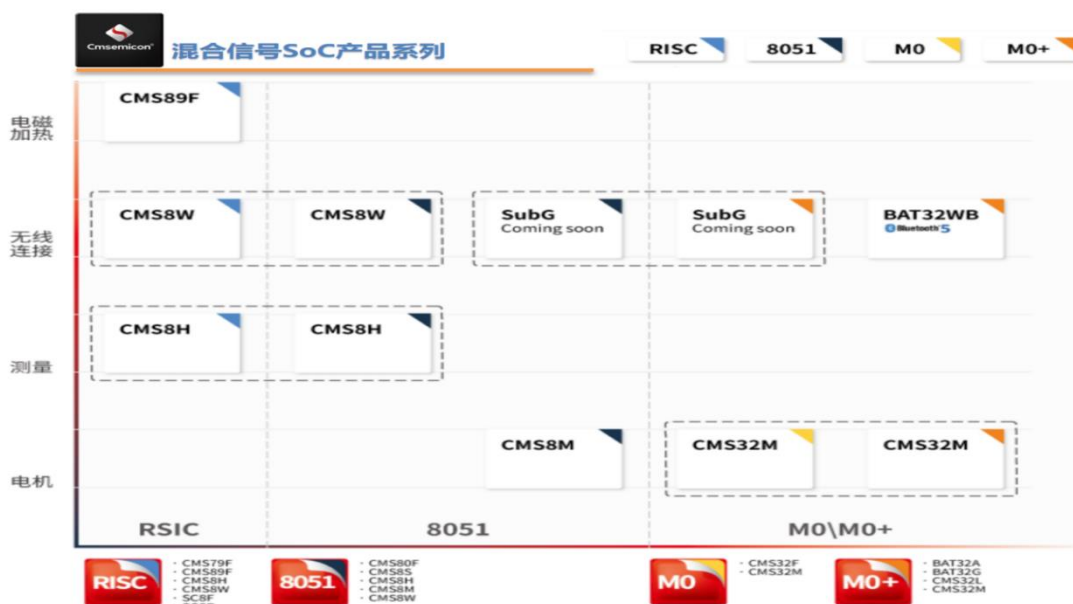 Cmsemicon®
混合信号SoC产品系列
RISC 8051 M0 M0+
电磁
加热
CMS89F
无线
连接
CMS8W CMS8W SubG SubG BAT32WB
Coming soon Coming soon Bluetooth® 5
测量
CMS8H CMS8H
电机
CMS8M CMS32M CMS32M
RSIC 8051 M0\M0+
RISC
- CMS79F
- CMS89F
- CMS8H
- CMS8W
- SC8F
8051
- CMS80F
- CMS8S
- CMS8H
- CMS8M
- CMS8W
M0
- CMS32F
- CMS32M
M0+
- BAT32A
- BAT32G
- CMS32L
- CMS32M